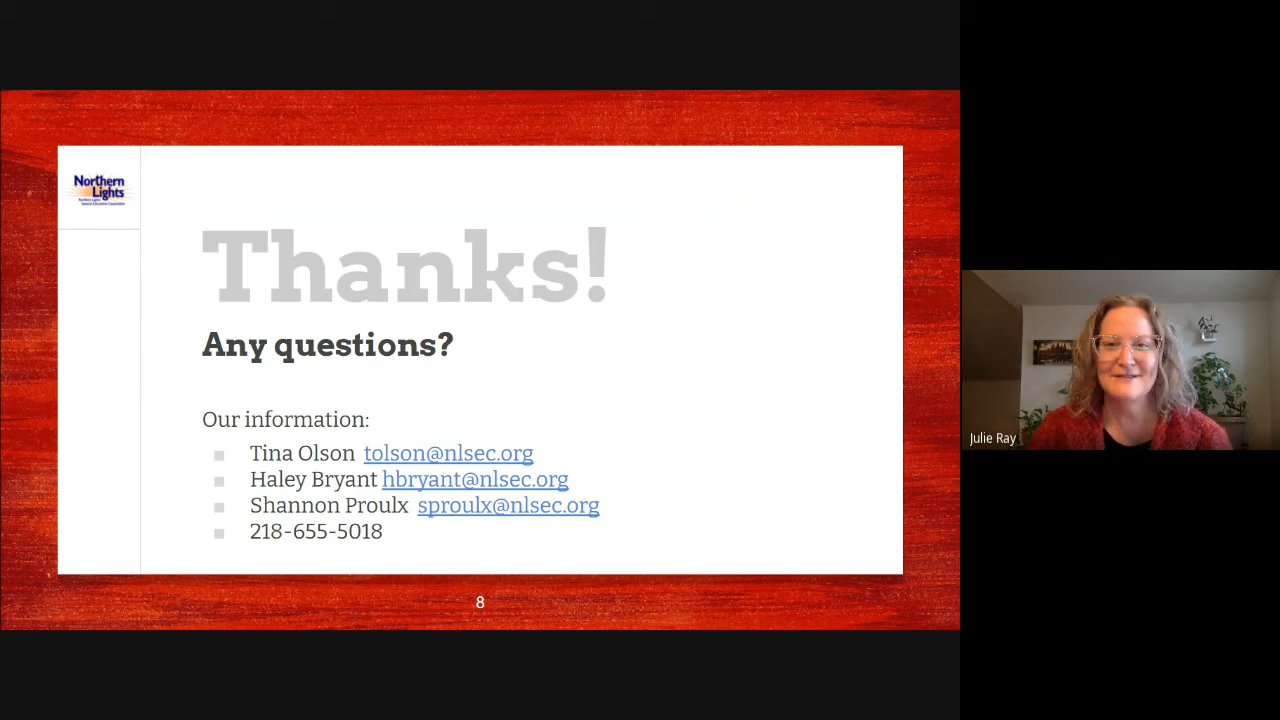 Northern
Lights
Thanks!
Any questions?
Our information:
Tina Olson tolson@nlsec.org
Haley Bryant hbryant@nlsec.org
Shannon Proulx sproulx@nlsec.org
218-655-5018
8
Julie Ray